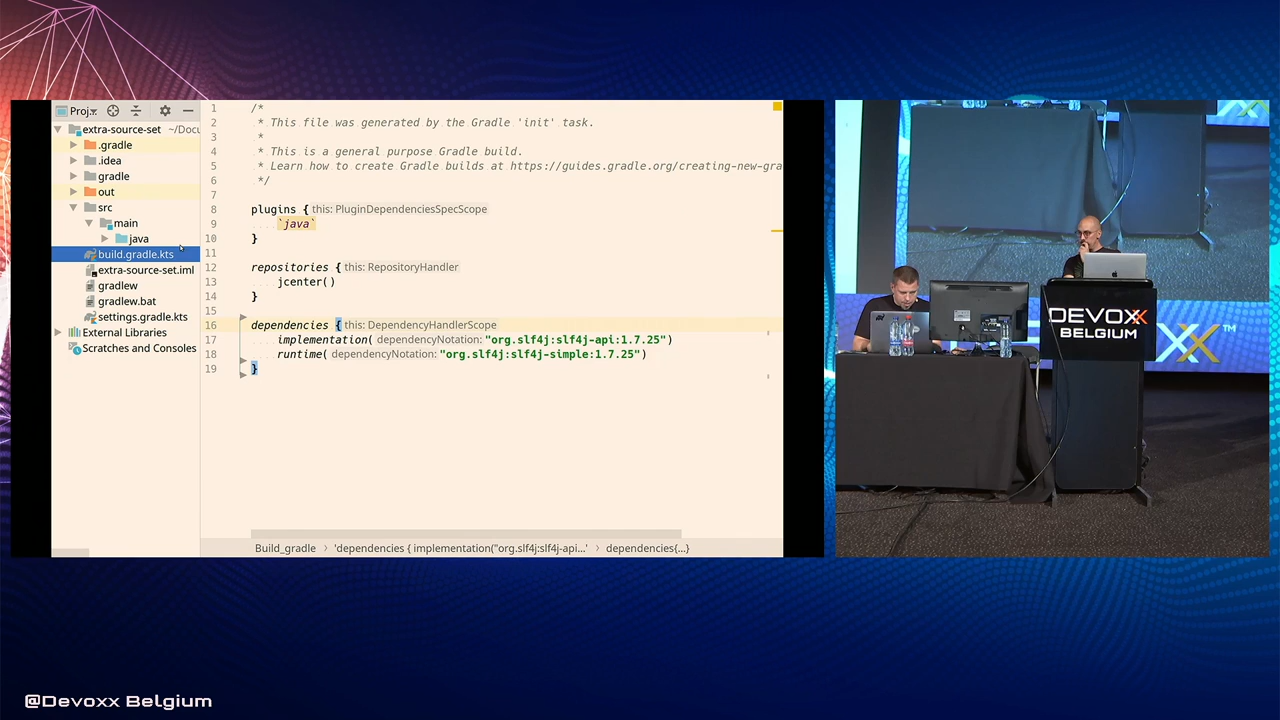 Proj...
extra-source-set ~/Docu
.gradle
.idea
gradle
out
src
main
java
build.gradle.kts
extra-source-set.iml
gradlew
gradlew.bat
settings.gradle.kts
External Libraries
Scratches and Consoles
1 /*
2 * This file was generated by the Gradle 'init' task.
3 *
4 * This is a general purpose Gradle build.
5 * Learn how to create Gradle builds at https://guides.gradle.org/creating-new-gra
6 */
7
8 plugins { this: PluginDependenciesSpecScope
9 `java`
10 }
11
12 repositories { this: RepositoryHandler
13 jcenter()
14 }
15
16 dependencies { this: DependencyHandlerScope
17 implementation( dependencyNotation: "org.slf4j:slf4j-api:1.7.25")
18 runtime( dependencyNotation: "org.slf4j:slf4j-simple:1.7.25")
19 }
Build_gradle › 'dependencies { implementation("org.slf4j:slf4j-api...' › dependencies{...}
DEVOXX
BELGIUM
XX™
@Devoxx Belgium